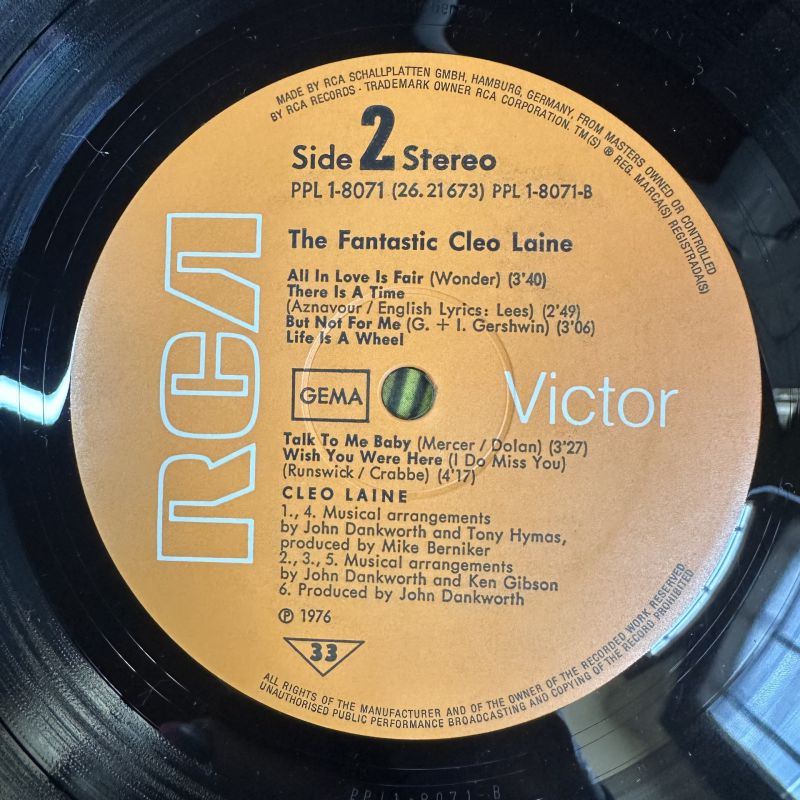 MADE BY RCA SCHALLPLATTEN GMBH, HAMBURG, GERMANY, FROM MASTERS OWNED OR CONTROLLED
BY RCA RECORDS · TRADEMARK OWNER RCA CORPORATION. TM(S) ® REG. MARCA(S) REGISTRADA(S)
Side 2 Stereo
PPL 1-8071 (26.21673) PPL 1-8071-B
The Fantastic Cleo Laine
All In Love Is Fair (Wonder) (3'40)
There Is A Time
(Aznavour / English Lyrics: Lees) (2'49)
But Not For Me (G. + I. Gershwin) (3'06)
Life Is A Wheel
RCA
GEMA
Victor
Talk To Me Baby (Mercer / Dolan) (3'27)
Wish You Were Here (I Do Miss You)
(Runswick / Crabbe) (4'17)
CLEO LAINE
1., 4. Musical arrangements
by John Dankworth and Tony Hymas,
produced by Mike Berniker
2., 3., 5. Musical arrangements
by John Dankworth and Ken Gibson
6. Produced by John Dankworth
℗ 1976
33
ALL RIGHTS OF THE MANUFACTURER AND OF THE OWNER OF THE RECORDED WORK RESERVED
UNAUTHORISED PUBLIC PERFORMANCE BROADCASTING AND COPYING OF THE RECORD PROHIBITED
PPL1-8071-B